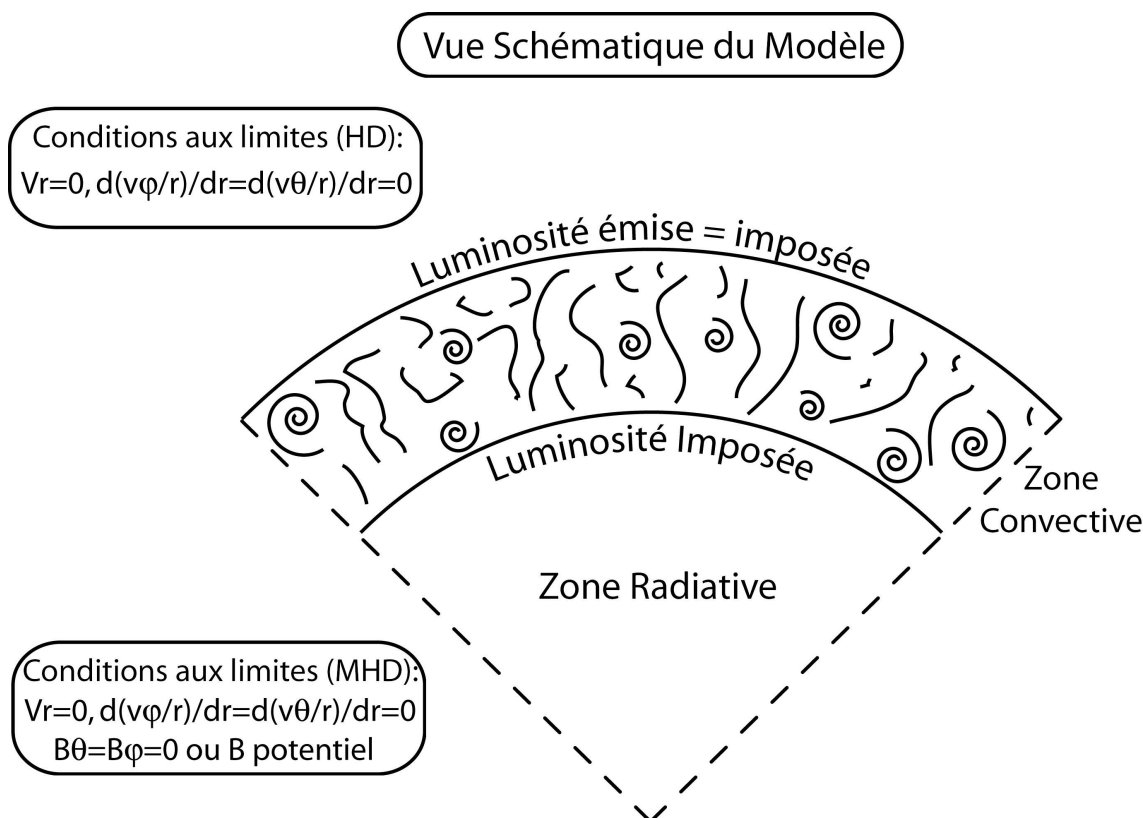 Vue Schématique du Modèle
Conditions aux limites (HD):
Vr=0, d(vφ/r)/dr=d(vθ/r)/dr=0
Luminosité émise = imposée
Luminosité Imposée
Zone
Convective
Zone Radiative
Conditions aux limites (MHD):
Vr=0, d(vφ/r)/dr=d(vθ/r)/dr=0
Bθ=Bφ=0 ou B potentiel